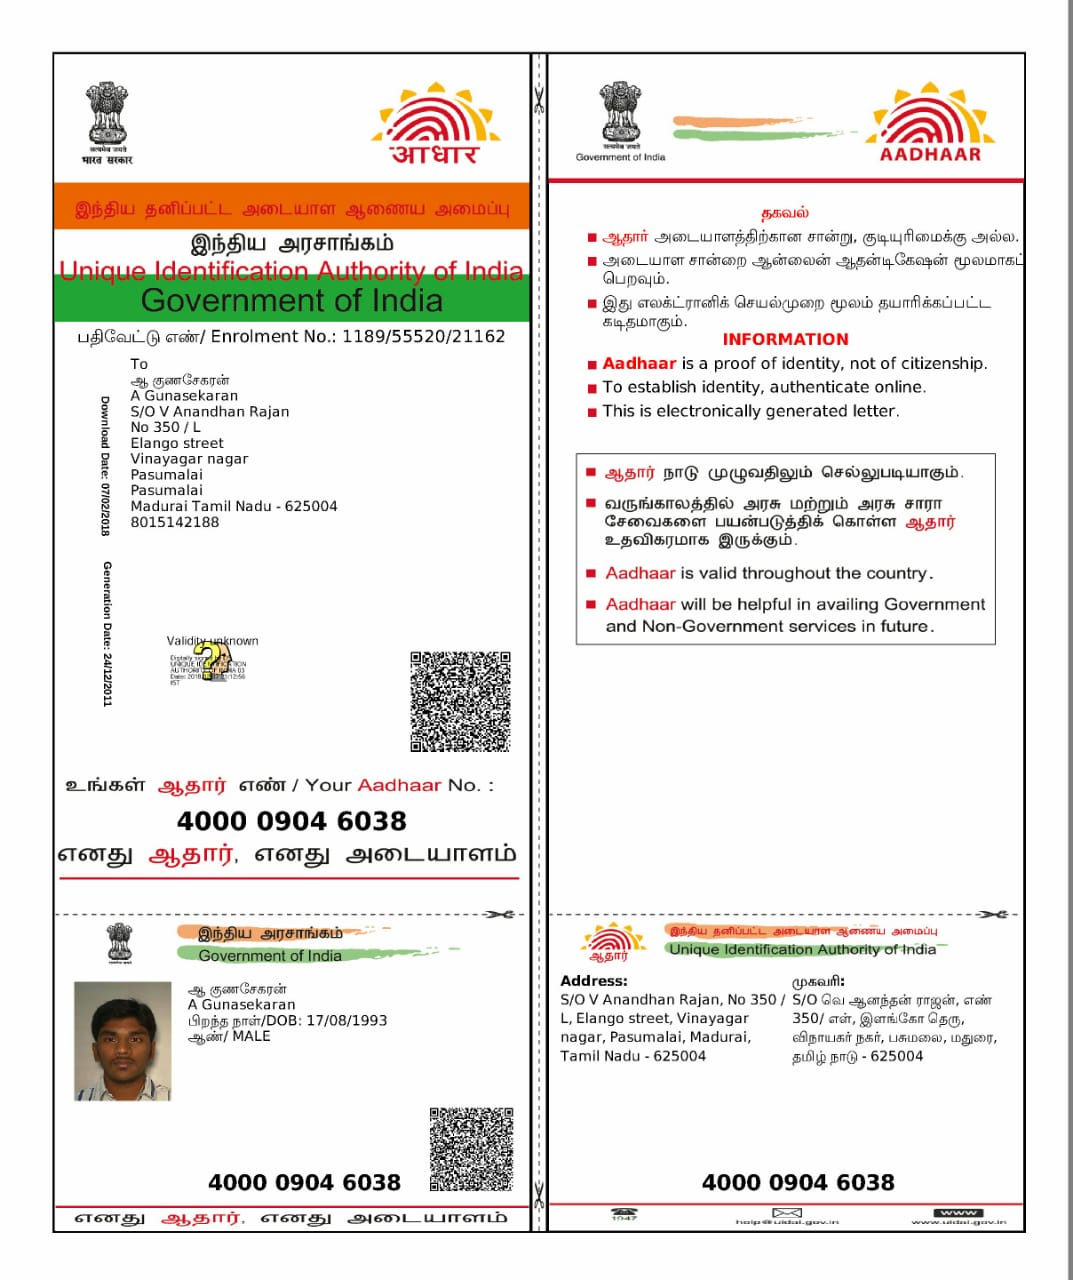 सत्यमेव जयते
भारत सरकार
आधार
இந்திய தனிப்பட்ட அடையாள ஆணைய அமைப்பு
இந்திய அரசாங்கம்
Unique Identification Authority of India
Government of India
பதிவேட்டு எண்/ Enrolment No.: 1189/55520/21162
To
ஆ குணசேகரன்
A Gunasekaran
S/O V Anandhan Rajan
No 350 / L
Elango street
Vinayagar nagar
Pasumalai
Pasumalai
Madurai Tamil Nadu - 625004
8015142188
Download Date: 07/02/2018
Generation Date: 24/12/2011
Validity unknown
Digitally
UNIQUE
AUTHORITY 03
Date:
IST
உங்கள் ஆதார் எண் / Your Aadhaar No. :
4000 0904 6038
எனது ஆதார், எனது அடையாளம்
सत्यमेव जयते
Government of India
AADHAAR
தகவல்
ஆதார் அடையாளத்திற்கான சான்று, குடியுரிமைக்கு அல்ல.
அடையாள சான்றை ஆன்லைன் ஆதன்டிகேஷன் மூலமாகப்
பெறவும்.
இது எலக்ட்ரானிக் செயல்முறை மூலம் தயாரிக்கப்பட்ட
கடிதமாகும்.
INFORMATION
Aadhaar is a proof of identity, not of citizenship.
To establish identity, authenticate online.
This is electronically generated letter.
ஆதார் நாடு முழுவதிலும் செல்லுபடியாகும்.
வருங்காலத்தில் அரசு மற்றும் அரசு சாரா
சேவைகளை பயன்படுத்திக் கொள்ள ஆதார்
உதவிகரமாக இருக்கும்.
Aadhaar is valid throughout the country.
Aadhaar will be helpful in availing Government
and Non-Government services in future.
இந்திய அரசாங்கம்
Government of India
ஆ குணசேகரன்
A Gunasekaran
பிறந்த நாள்/DOB: 17/08/1993
ஆண்/ MALE
4000 0904 6038
எனது ஆதார், எனது அடையாளம்
ஆதார்
இந்திய தனிப்பட்ட அடையாள ஆணைய அமைப்பு
Unique Identification Authority of India
Address:
S/O V Anandhan Rajan, No 350 /
L, Elango street, Vinayagar
nagar, Pasumalai, Madurai,
Tamil Nadu - 625004
முகவரி:
S/O வெ ஆனந்தன் ராஜன், எண்
350/ எள், இளங்கோ தெரு,
விநாயகர் நகர், பசுமலை, மதுரை,
தமிழ் நாடு - 625004
4000 0904 6038
1947
help@uidai.gov.in
www
www.uidai.gov.in